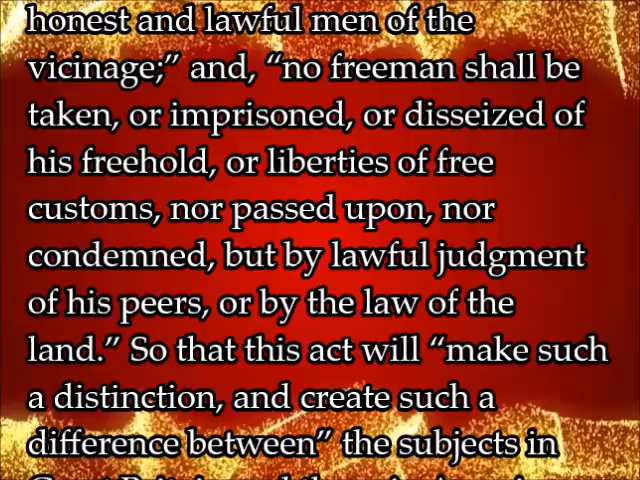 honest and lawful men of the
vicinage;” and, “no freeman shall be
taken, or imprisoned, or disseized of
his freehold, or liberties of free
customs, nor passed upon, nor
condemned, but by lawful judgment
of his peers, or by the law of the
land.” So that this act will “make such
a distinction, and create such a
difference between” the subjects in